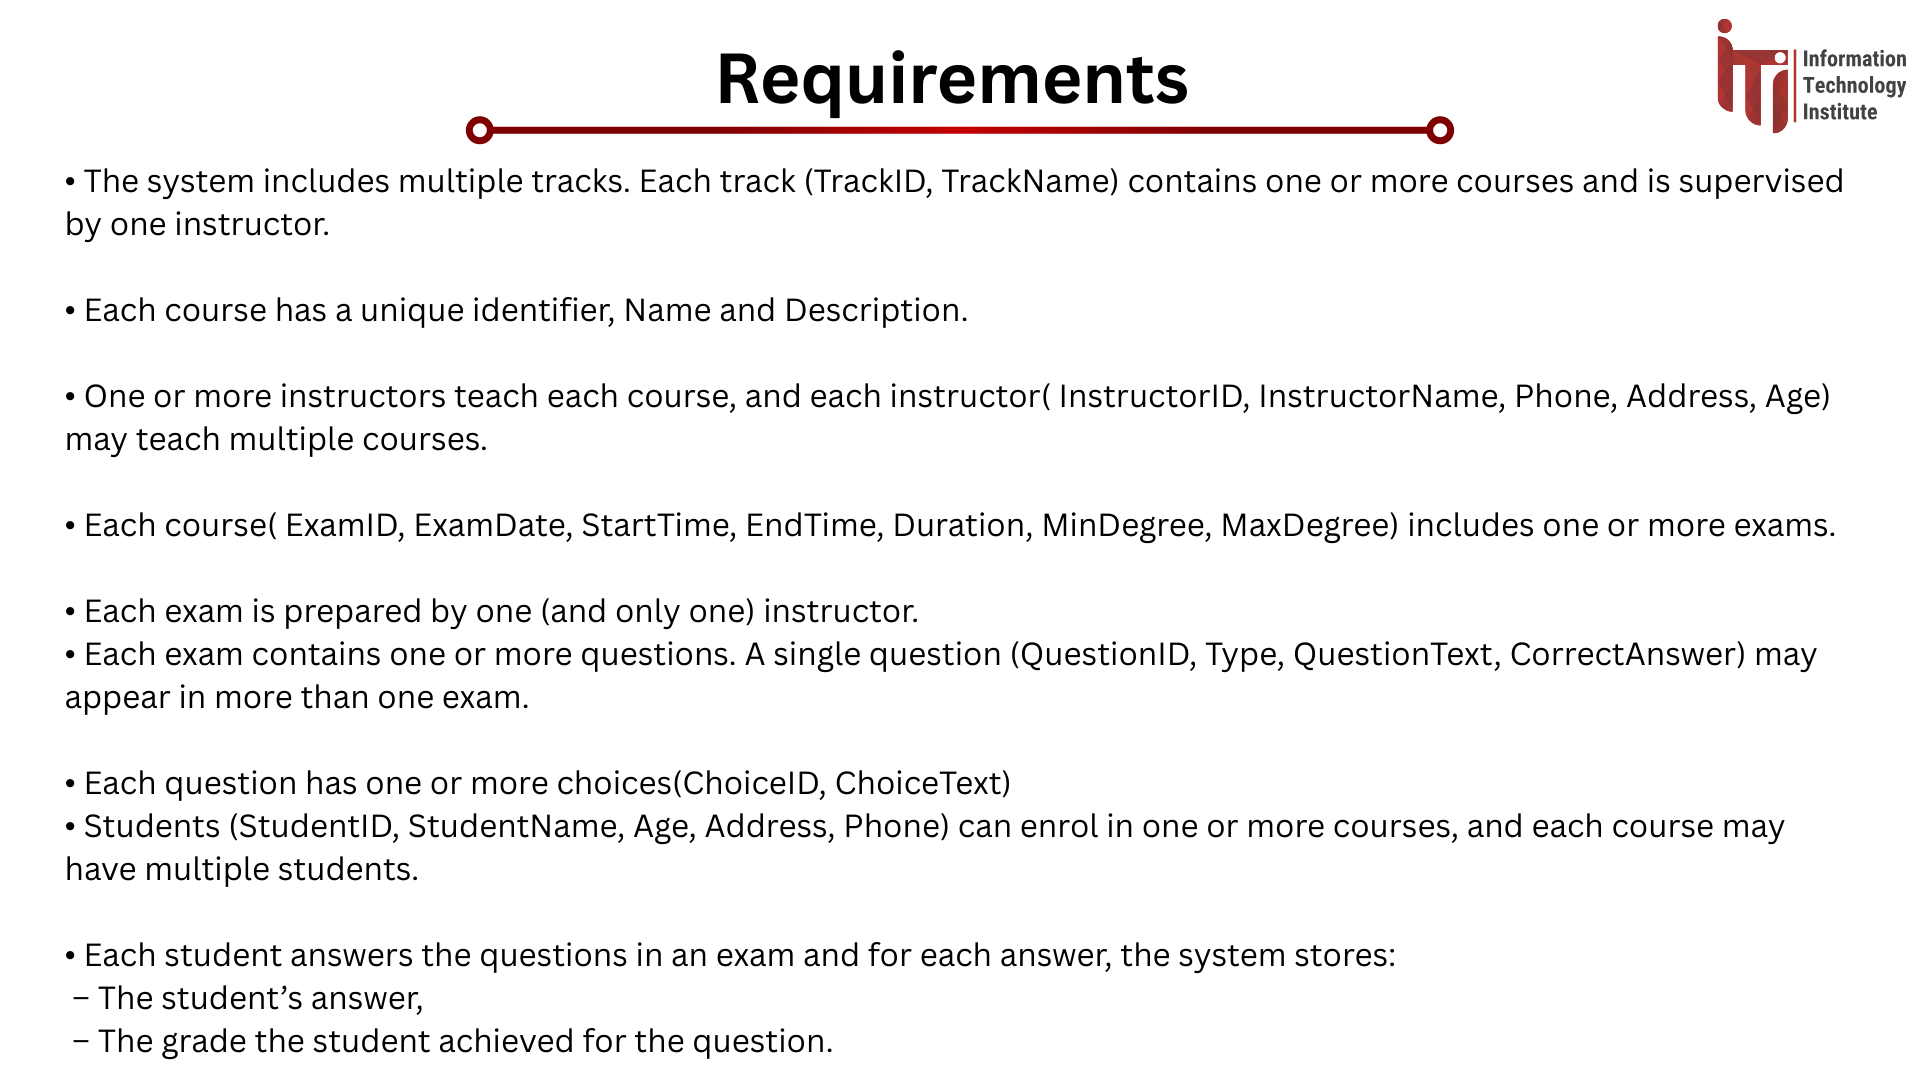 Requirements
Information
Technology
Institute
• The system includes multiple tracks. Each track (TrackID, TrackName) contains one or more courses and is supervised
by one instructor.
• Each course has a unique identifier, Name and Description.
• One or more instructors teach each course, and each instructor( InstructorID, InstructorName, Phone, Address, Age)
may teach multiple courses.
• Each course( ExamID, ExamDate, StartTime, EndTime, Duration, MinDegree, MaxDegree) includes one or more exams.
• Each exam is prepared by one (and only one) instructor.
• Each exam contains one or more questions. A single question (QuestionID, Type, QuestionText, CorrectAnswer) may
appear in more than one exam.
• Each question has one or more choices(ChoiceID, ChoiceText)
• Students (StudentID, StudentName, Age, Address, Phone) can enrol in one or more courses, and each course may
have multiple students.
• Each student answers the questions in an exam and for each answer, the system stores:
– The student’s answer,
– The grade the student achieved for the question.